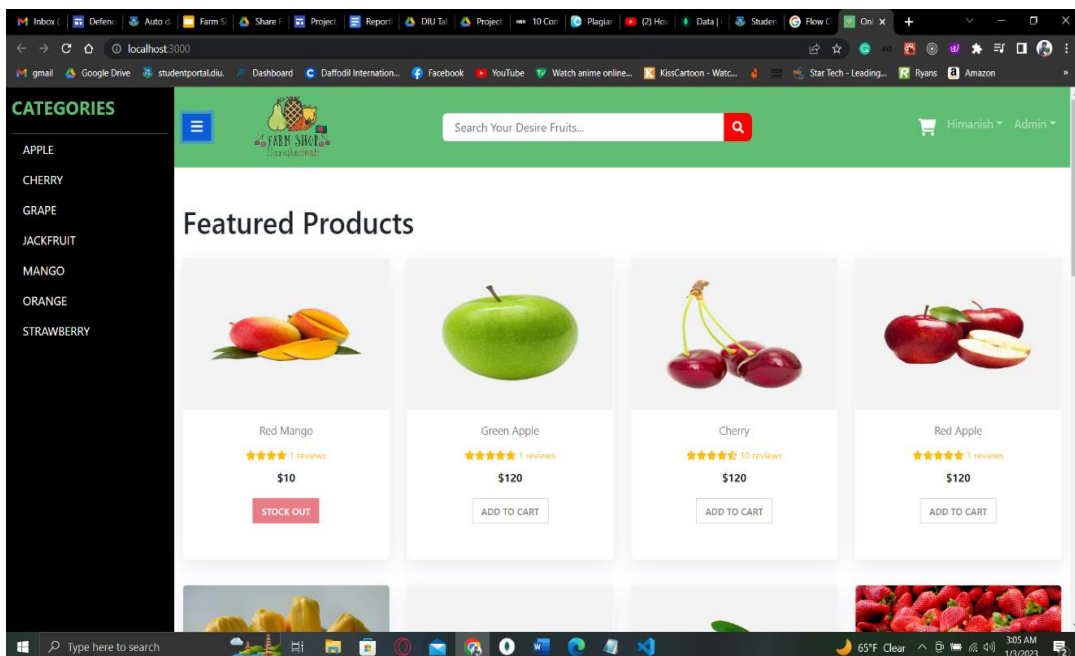 Inbox (
Defenc
Auto d
Farm S
Share F
Project
Reporti
DIU Tal
Project
10 Con
Plagiar
(2) Hov
Data |
Studen
Flow C
Onl
localhost:3000
gmail
Google Drive
studentportal.diu.
Dashboard
Daffodil Internation...
Facebook
YouTube
Watch anime online...
KissCartoon - Watc...
Star Tech - Leading...
Ryans
Amazon
CATEGORIES
APPLE
CHERRY
GRAPE
JACKFRUIT
MANGO
ORANGE
STRAWBERRY
FARM SHOP
Bangladesh
Search Your Desire Fruits...
Himanish
Admin
Featured Products
Red Mango
1 reviews
$10
STOCK OUT
Green Apple
1 reviews
$120
ADD TO CART
Cherry
10 reviews
$120
ADD TO CART
Red Apple
1 reviews
$120
ADD TO CART
Type here to search
65°F Clear
3:05 AM
1/3/2023